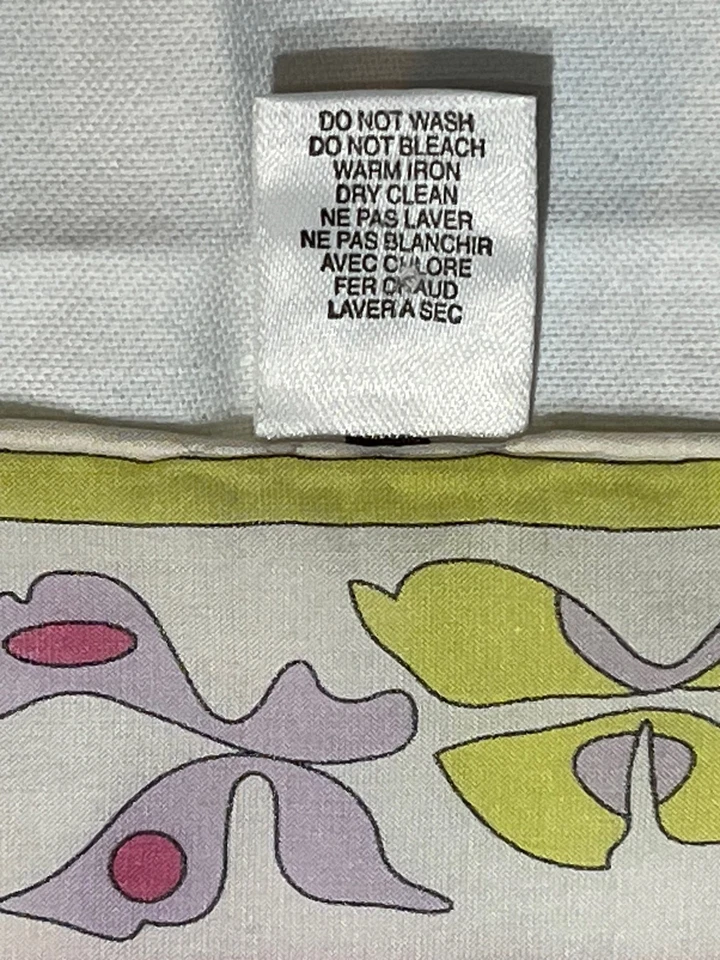 DO NOT WASH
DO NOT BLEACH
WARM IRON
DRY CLEAN
NE PAS LAVER
NE PAS BLANCHIR
AVEC CHLORE
FER CHAUD
LAVER A SEC